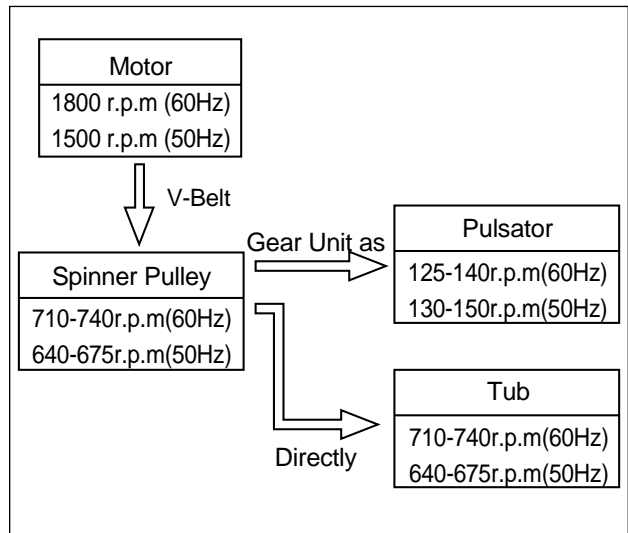 Motor
1800 r.p.m (60Hz)
1500 r.p.m (50Hz)
V-Belt
Spinner Pulley
710-740r.p.m(60Hz)
640-675r.p.m(50Hz)
Gear Unit as
Pulsator
125-140r.p.m(60Hz)
130-150r.p.m(50Hz)
Directly
Tub
710-740r.p.m(60Hz)
640-675r.p.m(50Hz)